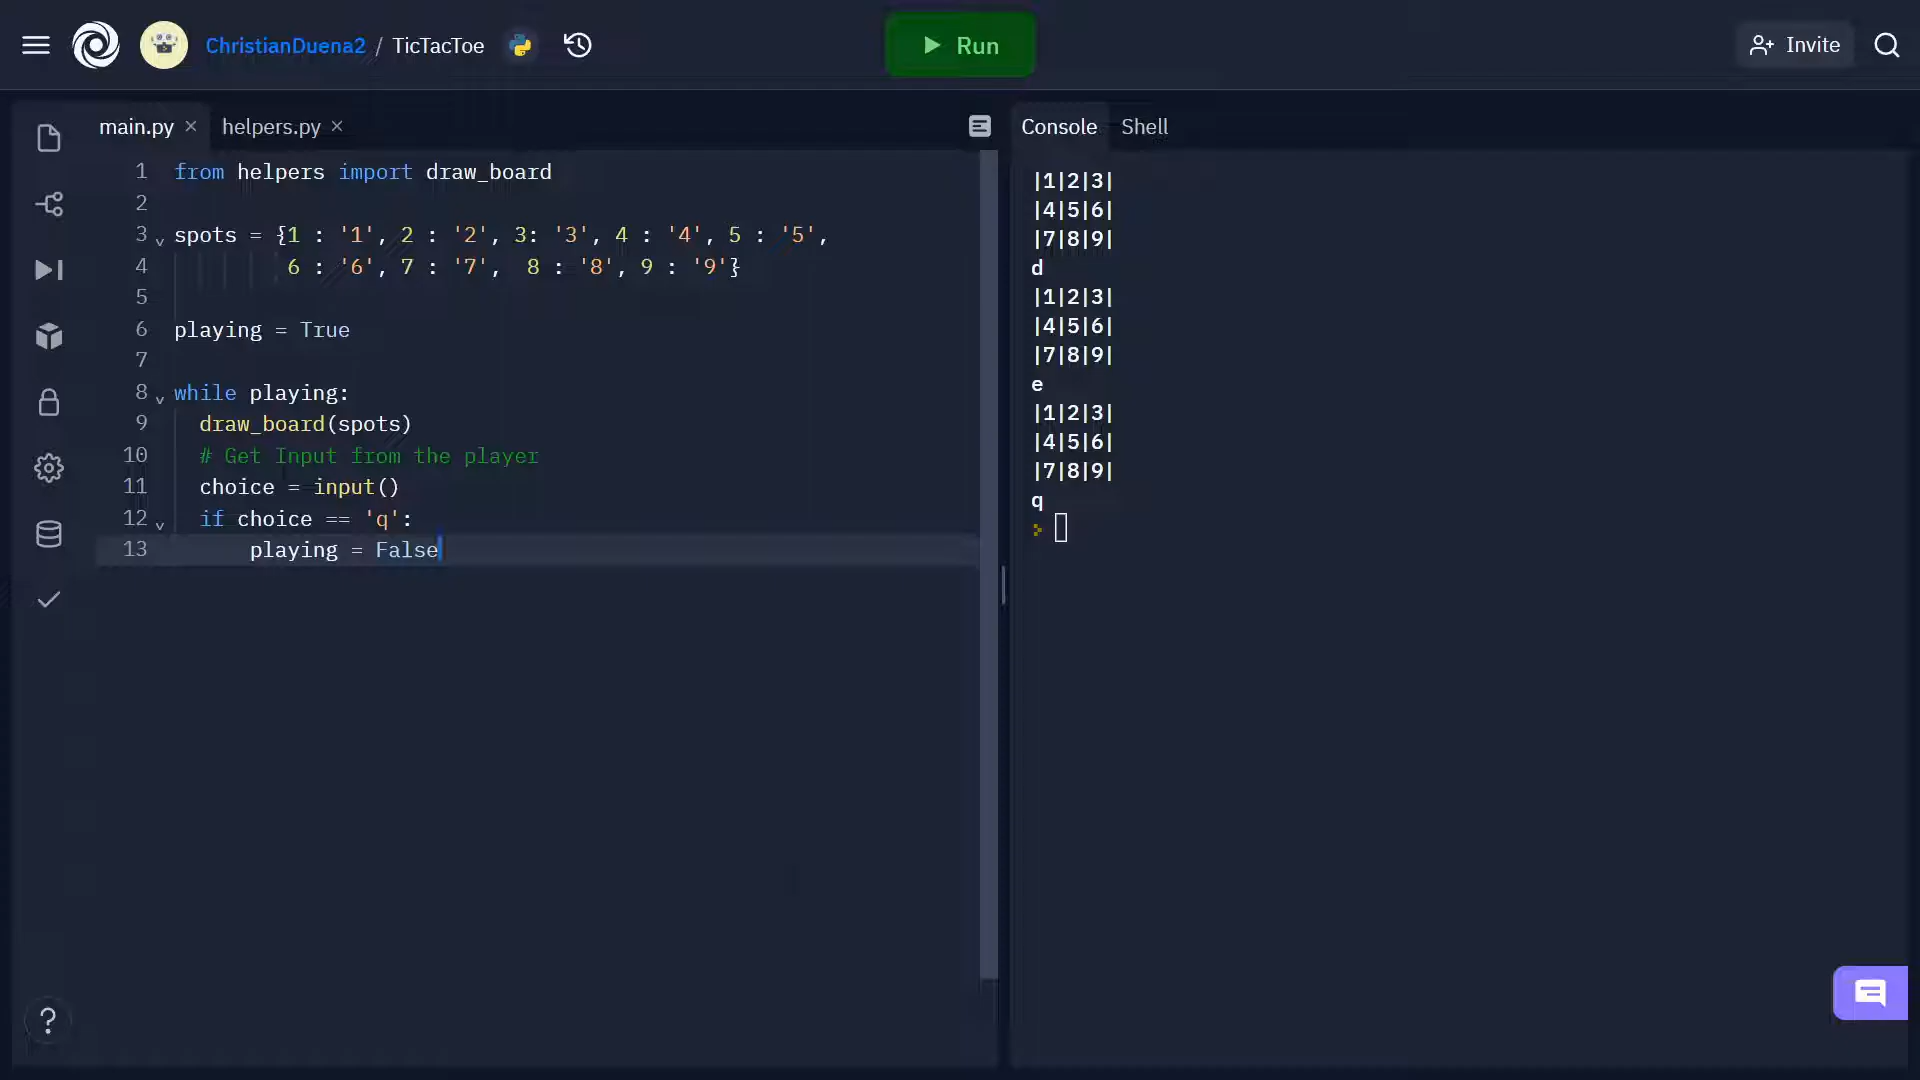 ChristianDuena2 / TicTacToe
Run
Invite
main.py
helpers.py
Console
Shell
1 from helpers import draw_board
2
3 spots = {1 : '1', 2 : '2', 3: '3', 4 : '4', 5 : '5',
4          6 : '6', 7 : '7',  8 : '8', 9 : '9'}
5
6 playing = True
7
8 while playing:
9   draw_board(spots)
10   # Get Input from the player
11   choice = input()
12   if choice == 'q':
13       playing = False
|1|2|3|
|4|5|6|
|7|8|9|
d
|1|2|3|
|4|5|6|
|7|8|9|
e
|1|2|3|
|4|5|6|
|7|8|9|
q
>
?